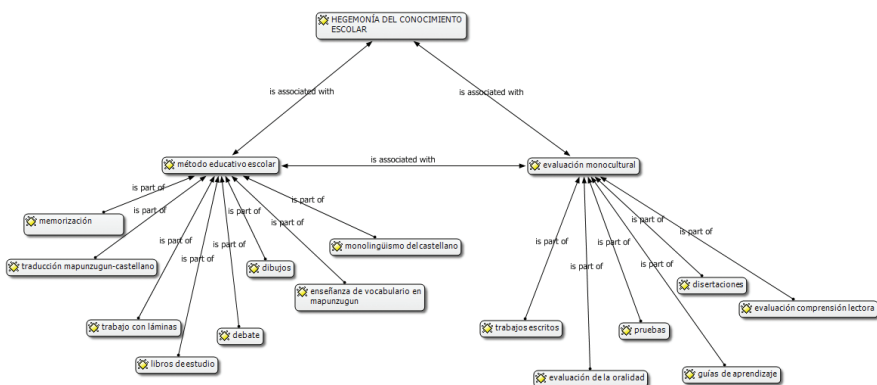 HEGEMONÍA DEL CONOCIMIENTO
ESCOLAR
is associated with
is associated with
método educativo escolar
is associated with
evaluación monocultural
is part of
memorización
is part of
is part of
is part of
monolingüismo del castellano
traducción mapunzugun-castellano
is part of
is part of
is part of
is part of
dibujos
enseñanza de vocabulario en
mapunzugun
is part of
is part of
is part of
is part of
is part of
is part of
disertaciones
evaluación comprensión lectora
trabajo con láminas
debate
trabajos escritos
pruebas
libros de estudio
evaluación de la oralidad
guías de aprendizaje